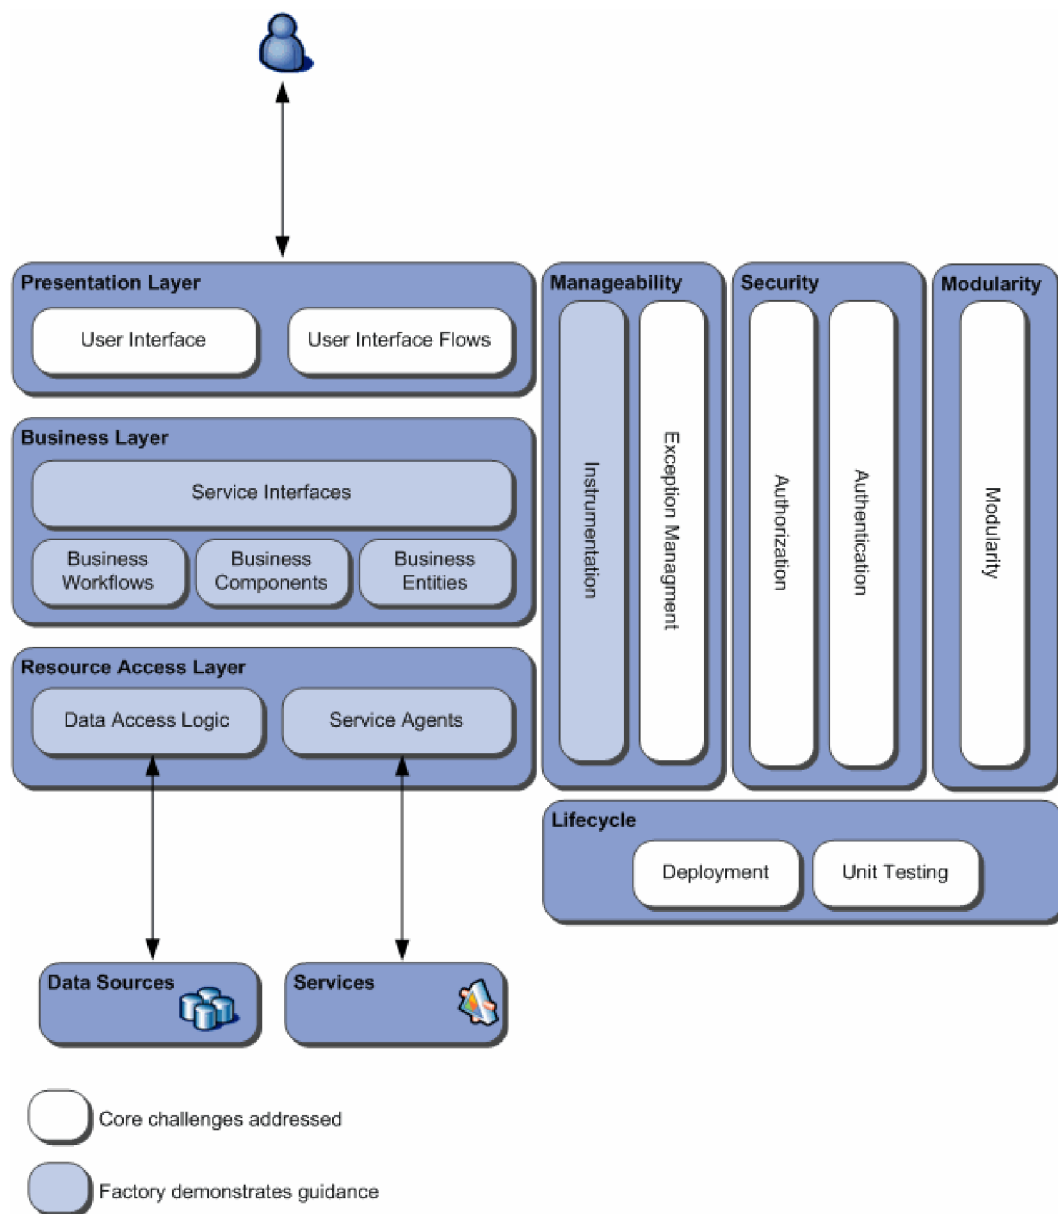 Presentation Layer
User Interface
User Interface Flows
Business Layer
Service Interfaces
Business
Workflows
Business
Components
Business
Entities
Resource Access Layer
Data Access Logic
Service Agents
Manageability
Instrumentation
Exception Managment
Security
Authorization
Authentication
Modularity
Modularity
Lifecycle
Deployment
Unit Testing
Data Sources
Services
Core challenges addressed
Factory demonstrates guidance